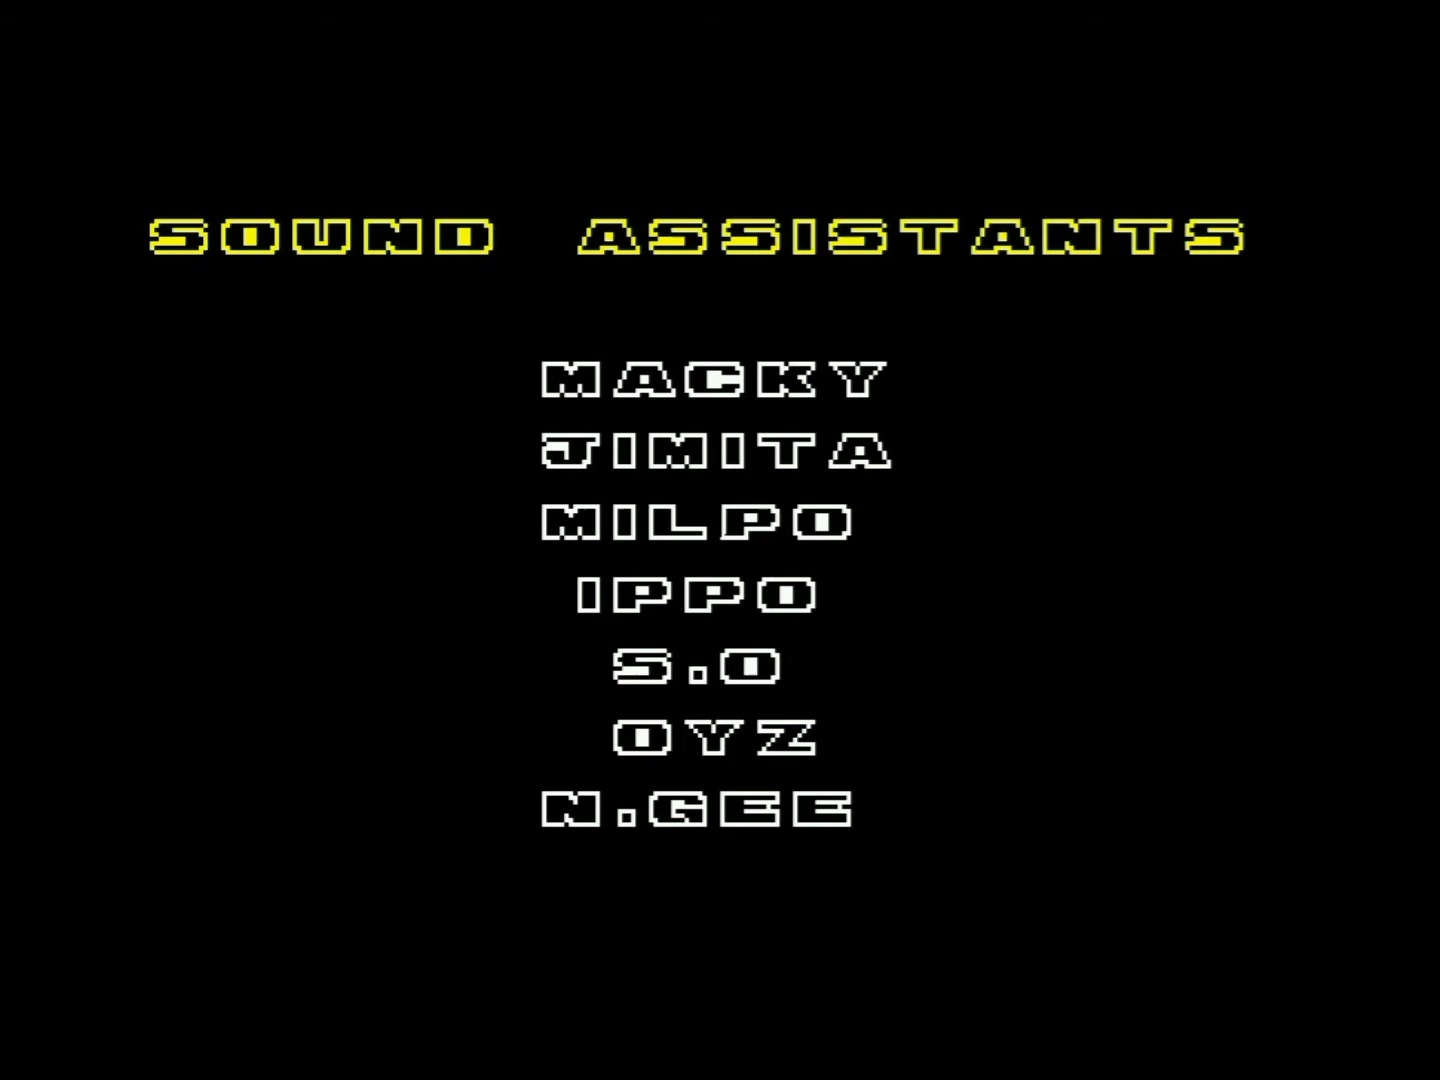 SOUND ASSISTANTS
MACKY
JIMITA
MILPO
IPPO
S.O
OYZ
N.GEE